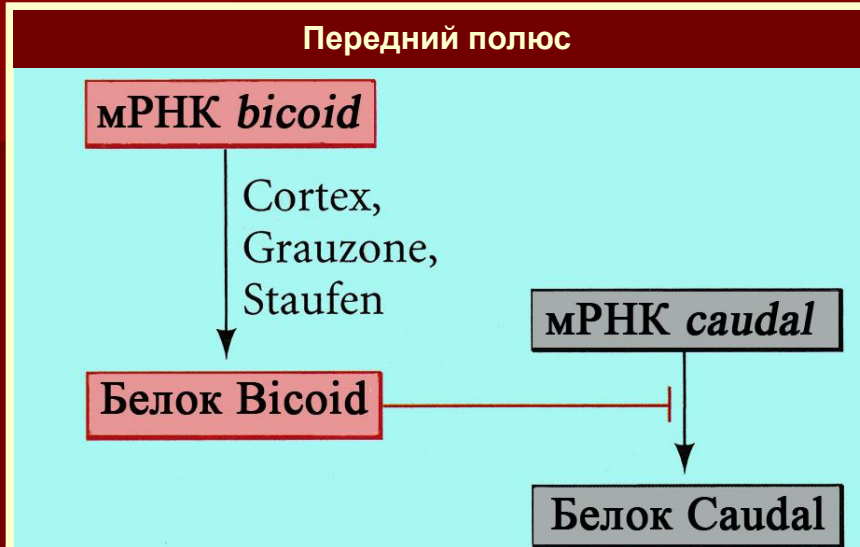 Передний полюс
мРНК bicoid
Cortex,
Grauzone,
Staufen
мРНК caudal
Белок Bicoid
Белок Caudal